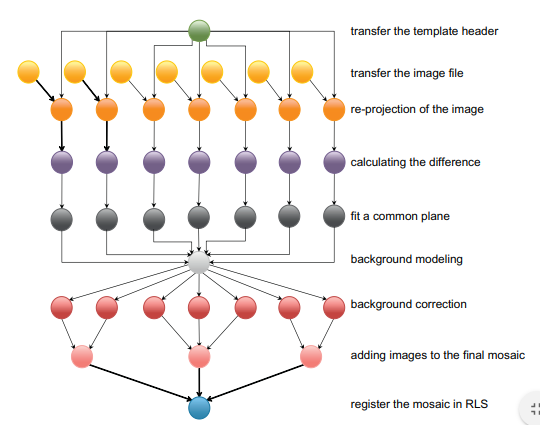 transfer the template header
transfer the image file
re-projection of the image
calculating the difference
fit a common plane
background modeling
background correction
adding images to the final mosaic
register the mosaic in RLS